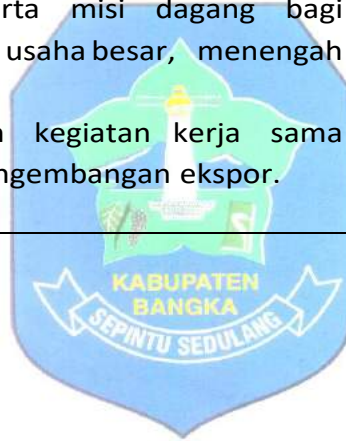 rta misi dagang bagi
usaha besar, menengah
kegiatan kerja sama
ngembangan ekspor.
KABUPATEN
BANGKA
SEPINTU SEDULANG